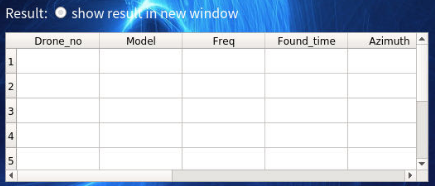 Result: show result in new window
Drone_no Model Freq Found_time Azimuth
1
2
3
4
5